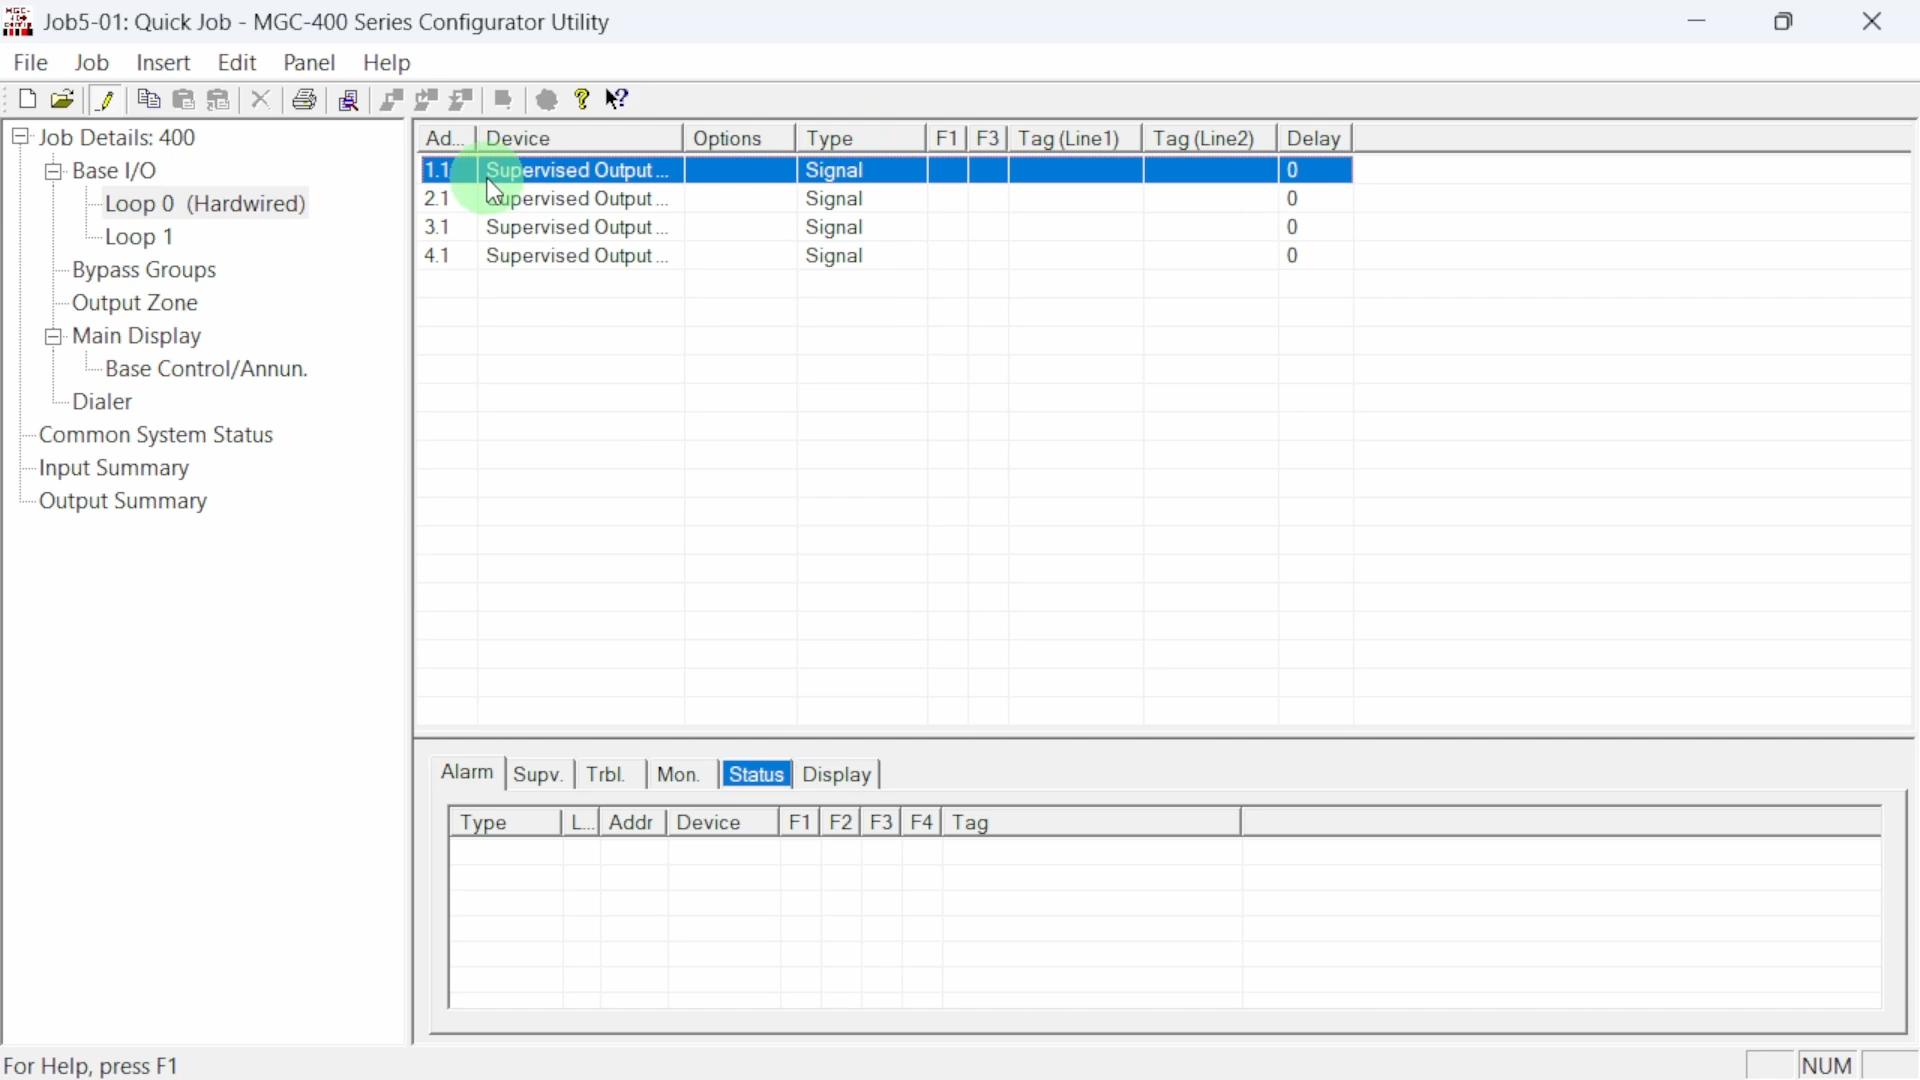 Job5-01: Quick Job - MGC-400 Series Configurator Utility
File Job Insert Edit Panel Help
Job Details: 400
Base I/O
Loop 0 (Hardwired)
Loop 1
Bypass Groups
Output Zone
Main Display
Base Control/Annun.
Dialer
Common System Status
Input Summary
Output Summary
Ad... Device Options Type F1 F3 Tag (Line1) Tag (Line2) Delay
1.1 Supervised Output ... Signal 0
2.1 Supervised Output ... Signal 0
3.1 Supervised Output ... Signal 0
4.1 Supervised Output ... Signal 0
Alarm Supv. Trbl. Mon. Status Display
Type L... Addr Device F1 F2 F3 F4 Tag
For Help, press F1
NUM